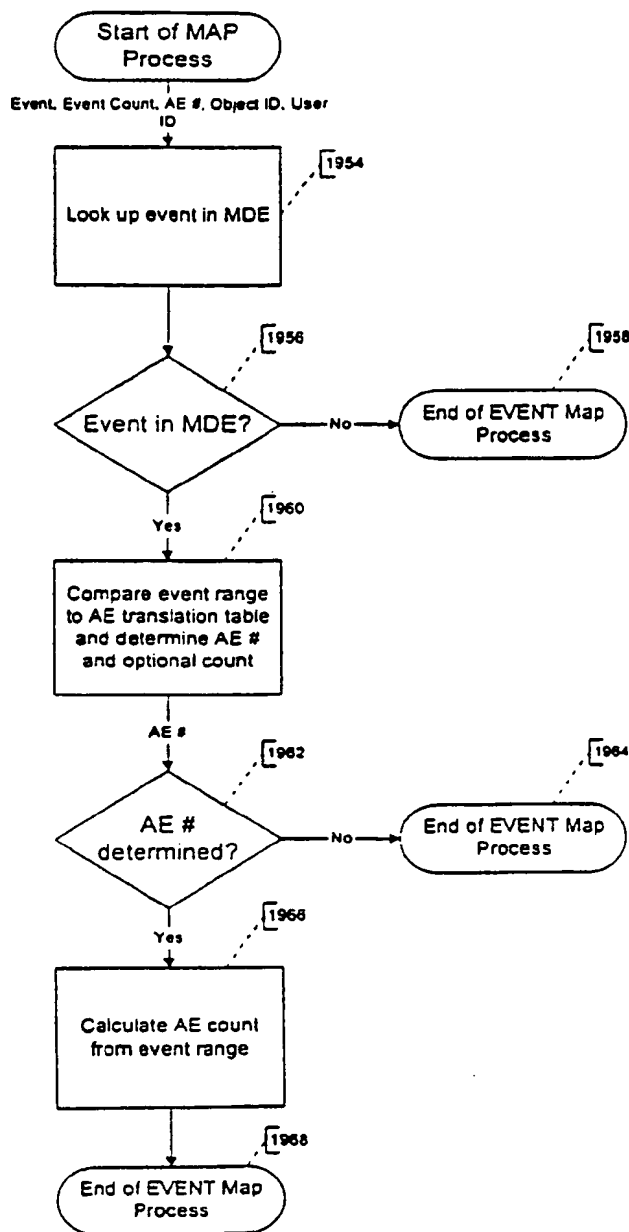 Start of MAP
Process
Event, Event Count, AE #, Object ID, User
ID
1954
Look up event in MDE
1956
1958
Event in MDE?
No
End of EVENT Map
Process
Yes
1960
Compare event range
to AE translation table
and determine AE #
and optional count
AE #
1962
1964
AE #
determined?
No
End of EVENT Map
Process
Yes
1966
Calculate AE count
from event range
1968
End of EVENT Map
Process